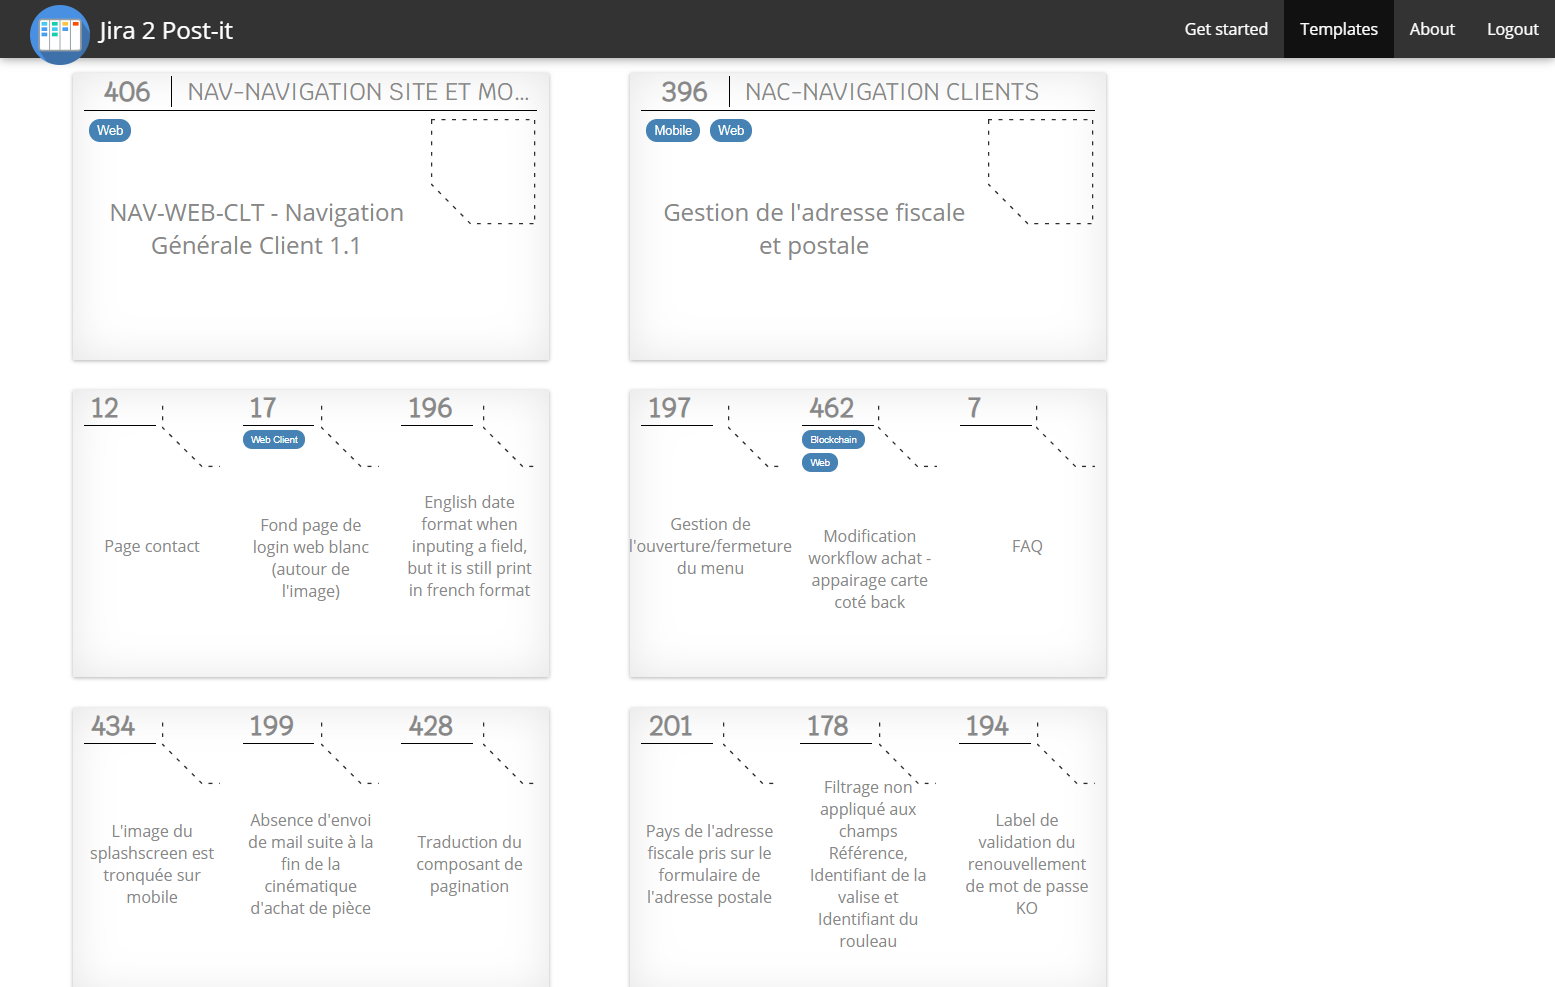 Jira 2 Post-it
Get started
Templates
About
Logout
406
NAV-NAVIGATION SITE ET MO...
Web
NAV-WEB-CLT - Navigation
Générale Client 1.1
396
NAC-NAVIGATION CLIENTS
Mobile
Web
Gestion de l'adresse fiscale
et postale
12
Page contact
17
Web Client
Fond page de
login web blanc
(autour de
l'image)
196
English date
format when
inputing a field,
but it is still print
in french format
197
Gestion de
l'ouverture/fermeture
du menu
462
Blockchain
Web
Modification
workflow achat -
appairage carte
coté back
7
FAQ
434
L'image du
splashscreen est
tronquée sur
mobile
199
Absence d'envoi
de mail suite à la
fin de la
cinématique
d'achat de pièce
428
Traduction du
composant de
pagination
201
Pays de l'adresse
fiscale pris sur le
formulaire de
l'adresse postale
178
Filtrage non
appliqué aux
champs
Référence,
Identifiant de la
valise et
Identifiant du
rouleau
194
Label de
validation du
renouvellement
de mot de passe
KO